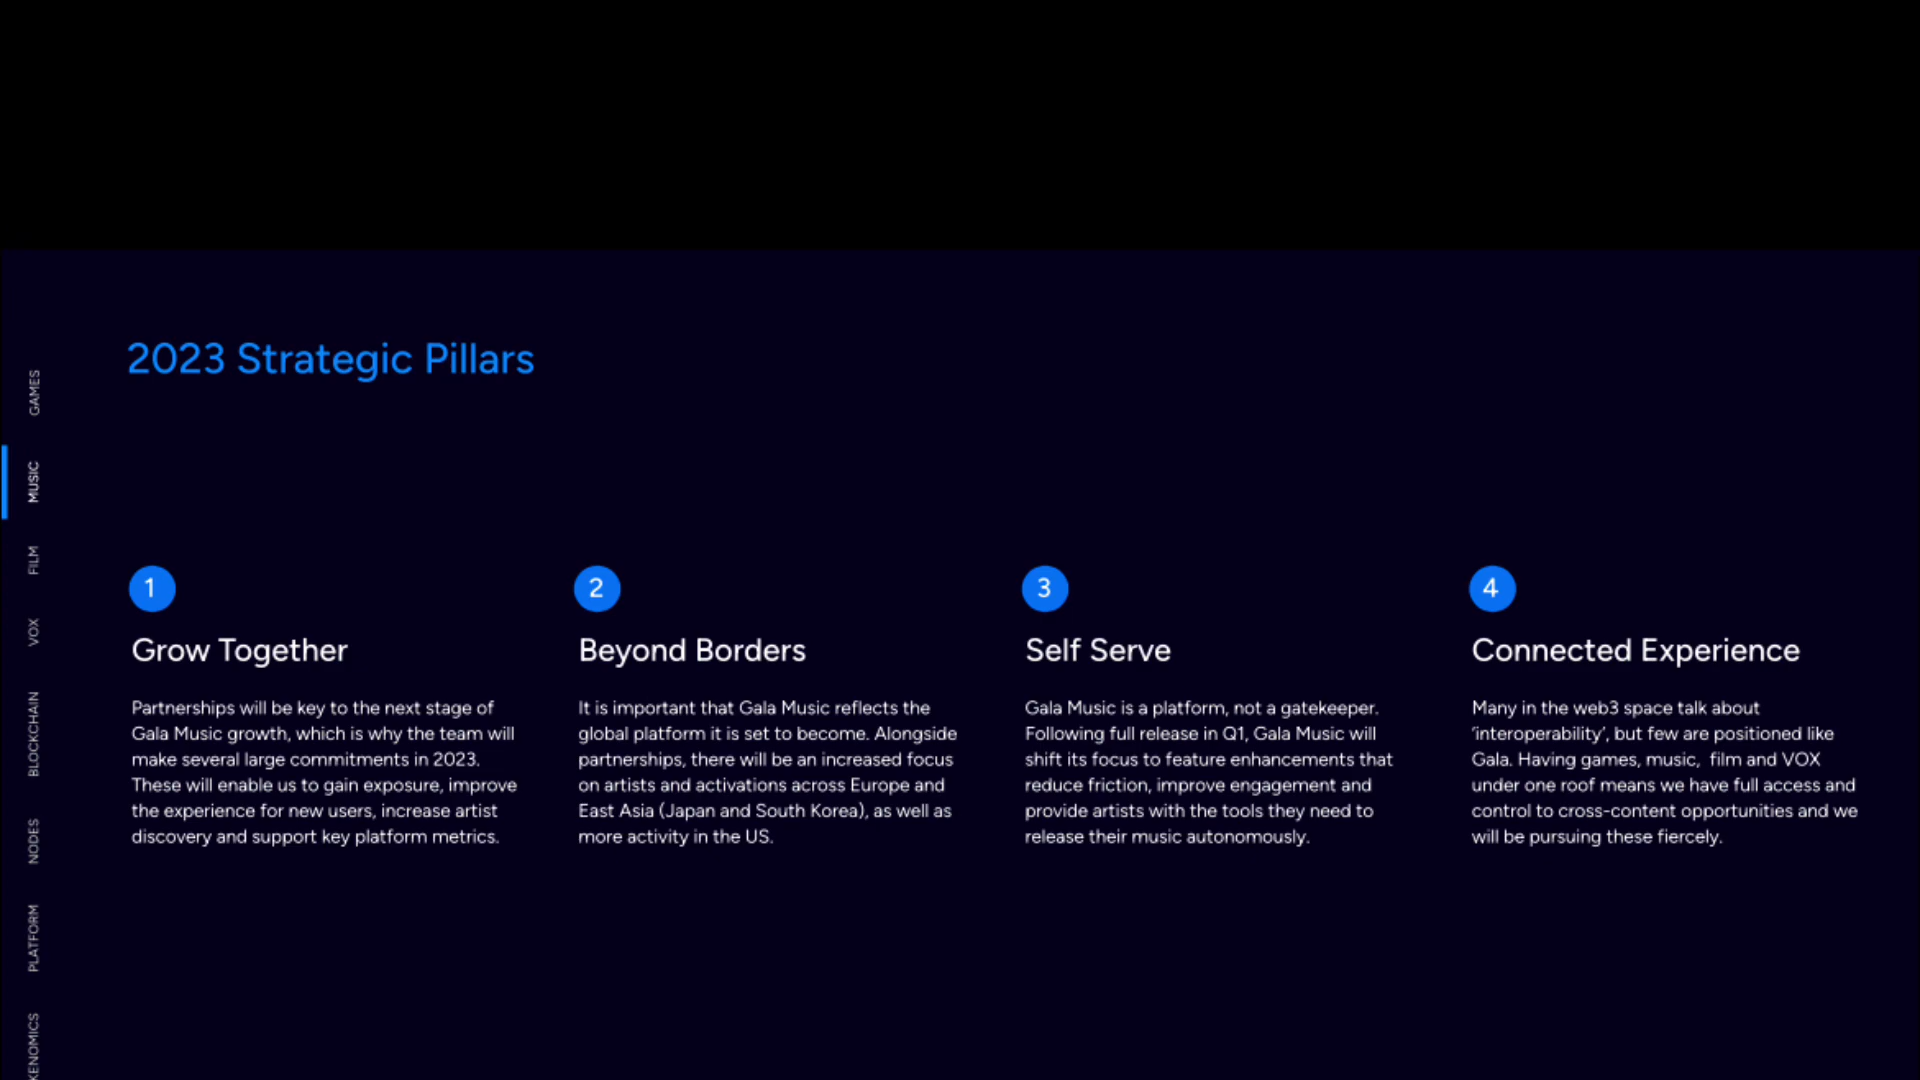 2023 Strategic Pillars
GAMES
MUSIC
FILM
VOX
BLOCKCHAIN
NODES
PLATFORM
KENOMICS
1
Grow Together
Partnerships will be key to the next stage of
Gala Music growth, which is why the team will
make several large commitments in 2023.
These will enable us to gain exposure, improve
the experience for new users, increase artist
discovery and support key platform metrics.
2
Beyond Borders
It is important that Gala Music reflects the
global platform it is set to become. Alongside
partnerships, there will be an increased focus
on artists and activations across Europe and
East Asia (Japan and South Korea), as well as
more activity in the US.
3
Self Serve
Gala Music is a platform, not a gatekeeper.
Following full release in Q1, Gala Music will
shift its focus to feature enhancements that
reduce friction, improve engagement and
provide artists with the tools they need to
release their music autonomously.
4
Connected Experience
Many in the web3 space talk about
'interoperability', but few are positioned like
Gala. Having games, music, film and VOX
under one roof means we have full access and
control to cross-content opportunities and we
will be pursuing these fiercely.